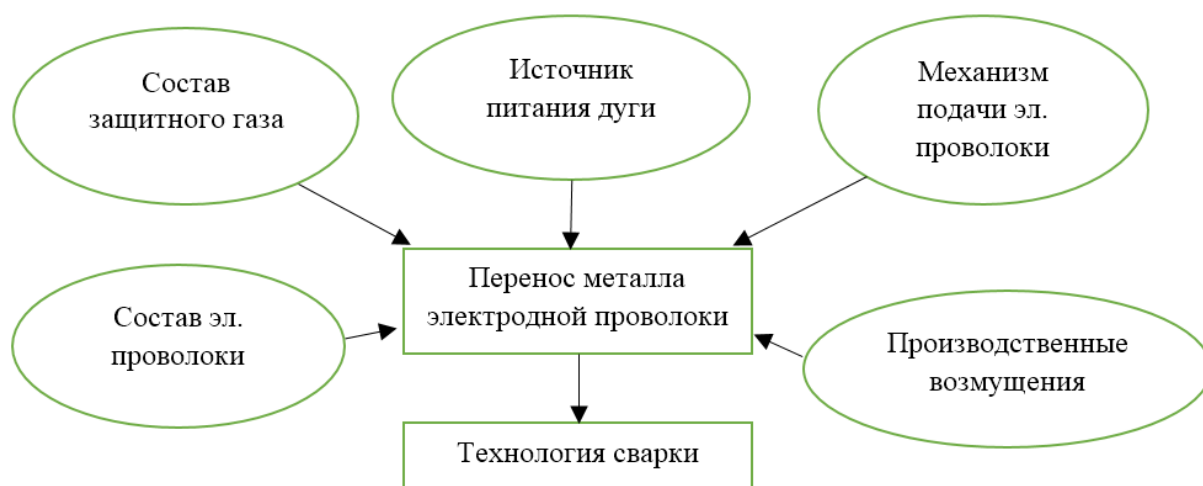 Состав
защитного газа
Источник
питания дуги
Механизм
подачи эл.
проволоки
Состав эл.
проволоки
Перенос металла
электродной проволоки
Производственные
возмущения
Технология сварки